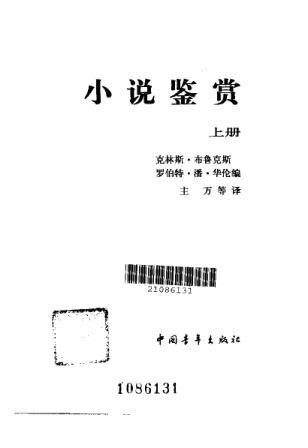 小说鉴赏
上册
克林斯·布鲁克斯
罗伯特·潘·华伦编
主 万等译
21086131
中国青年出版社
1086131